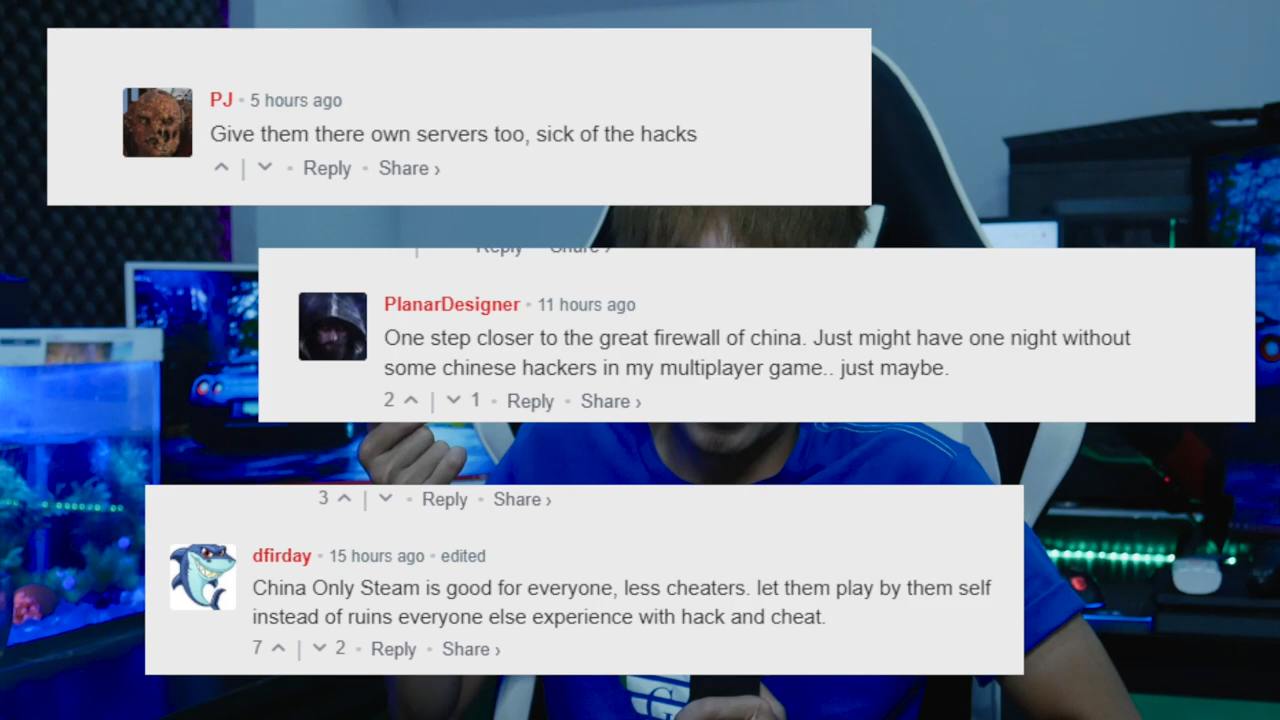 PJ • 5 hours ago
Give them there own servers too, sick of the hacks
Reply • Share ›
Reply Share ›
PlanarDesigner • 11 hours ago
One step closer to the great firewall of china. Just might have one night without
some chinese hackers in my multiplayer game.. just maybe.
2 | 1 • Reply • Share ›
3 | • Reply • Share ›
dfirday • 15 hours ago • edited
China Only Steam is good for everyone, less cheaters. let them play by them self
instead of ruins everyone else experience with hack and cheat.
7 | 2 • Reply • Share ›